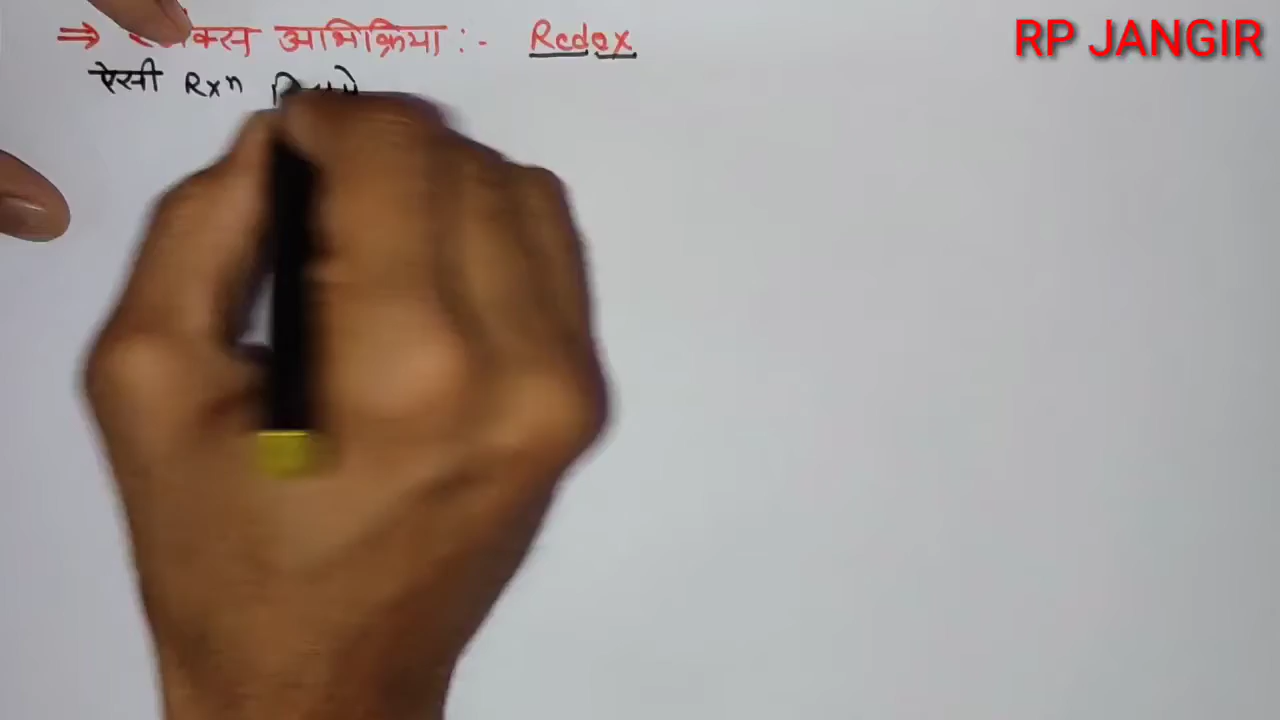 ⇒ रेडॉक्स अभिक्रिया :- Redox
RP JANGIR
ऐसी Rxn